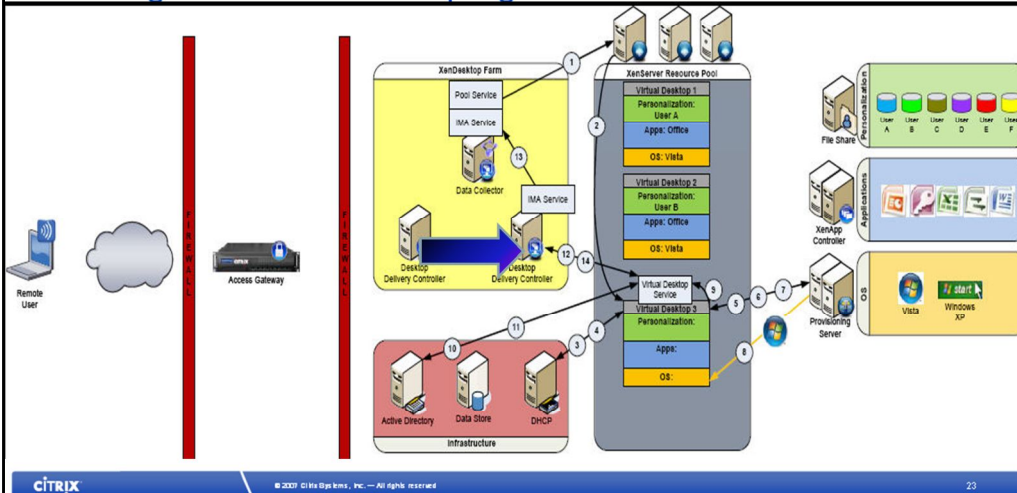 XenDesktop Farm
Pool Service
IMA Service
Data Collector
IMA Service
Desktop
Delivery Controller
Desktop
Delivery Controller
1
2
13
12
14
XenServer Resource Pool
Virtual Desktop 1
Personalization:
User A
Apps: Office
OS: Vista
Virtual Desktop 2
Personalization:
User B
Apps: Office
OS: Vista
Virtual Desktop
Service
Virtual Desktop 3
Personalization:
Apps:
OS:
9
5
6
7
8
11
10
3
4
Remote
User
FIREWALL
CITRIX
Access Gateway
FIREWALL
Active Directory
Data Store
DHCP
Infrastructure
File Share
Personalization
User
A
User
B
User
C
User
D
User
E
User
F
XenApp
Controller
Applications
Provisioning
Server
OS
Vista
start
Windows
XP
CITRIX
© 2007 Citrix Systems, Inc. — All rights reserved
23